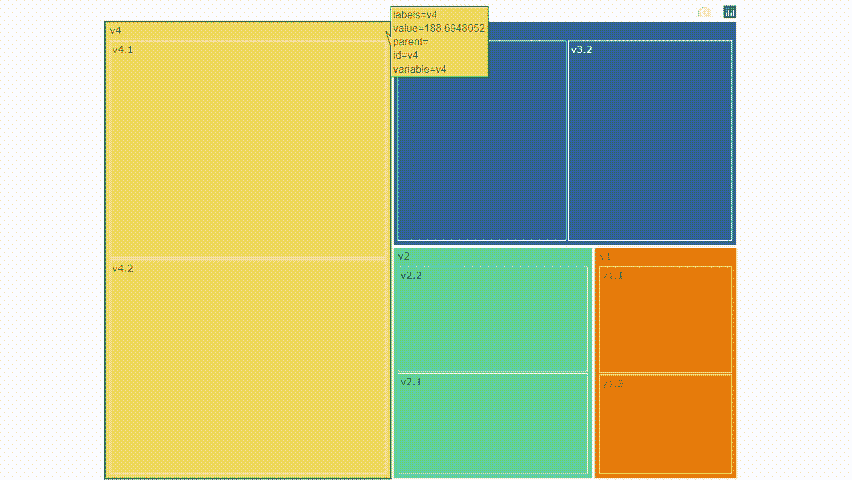 v4
labels=v4
value=188.6948052
parent=
id=v4
variable=v4
v4.1
v3.2
v4.2
v2
v2.2
v2.1
v1
v1.1
v1.2